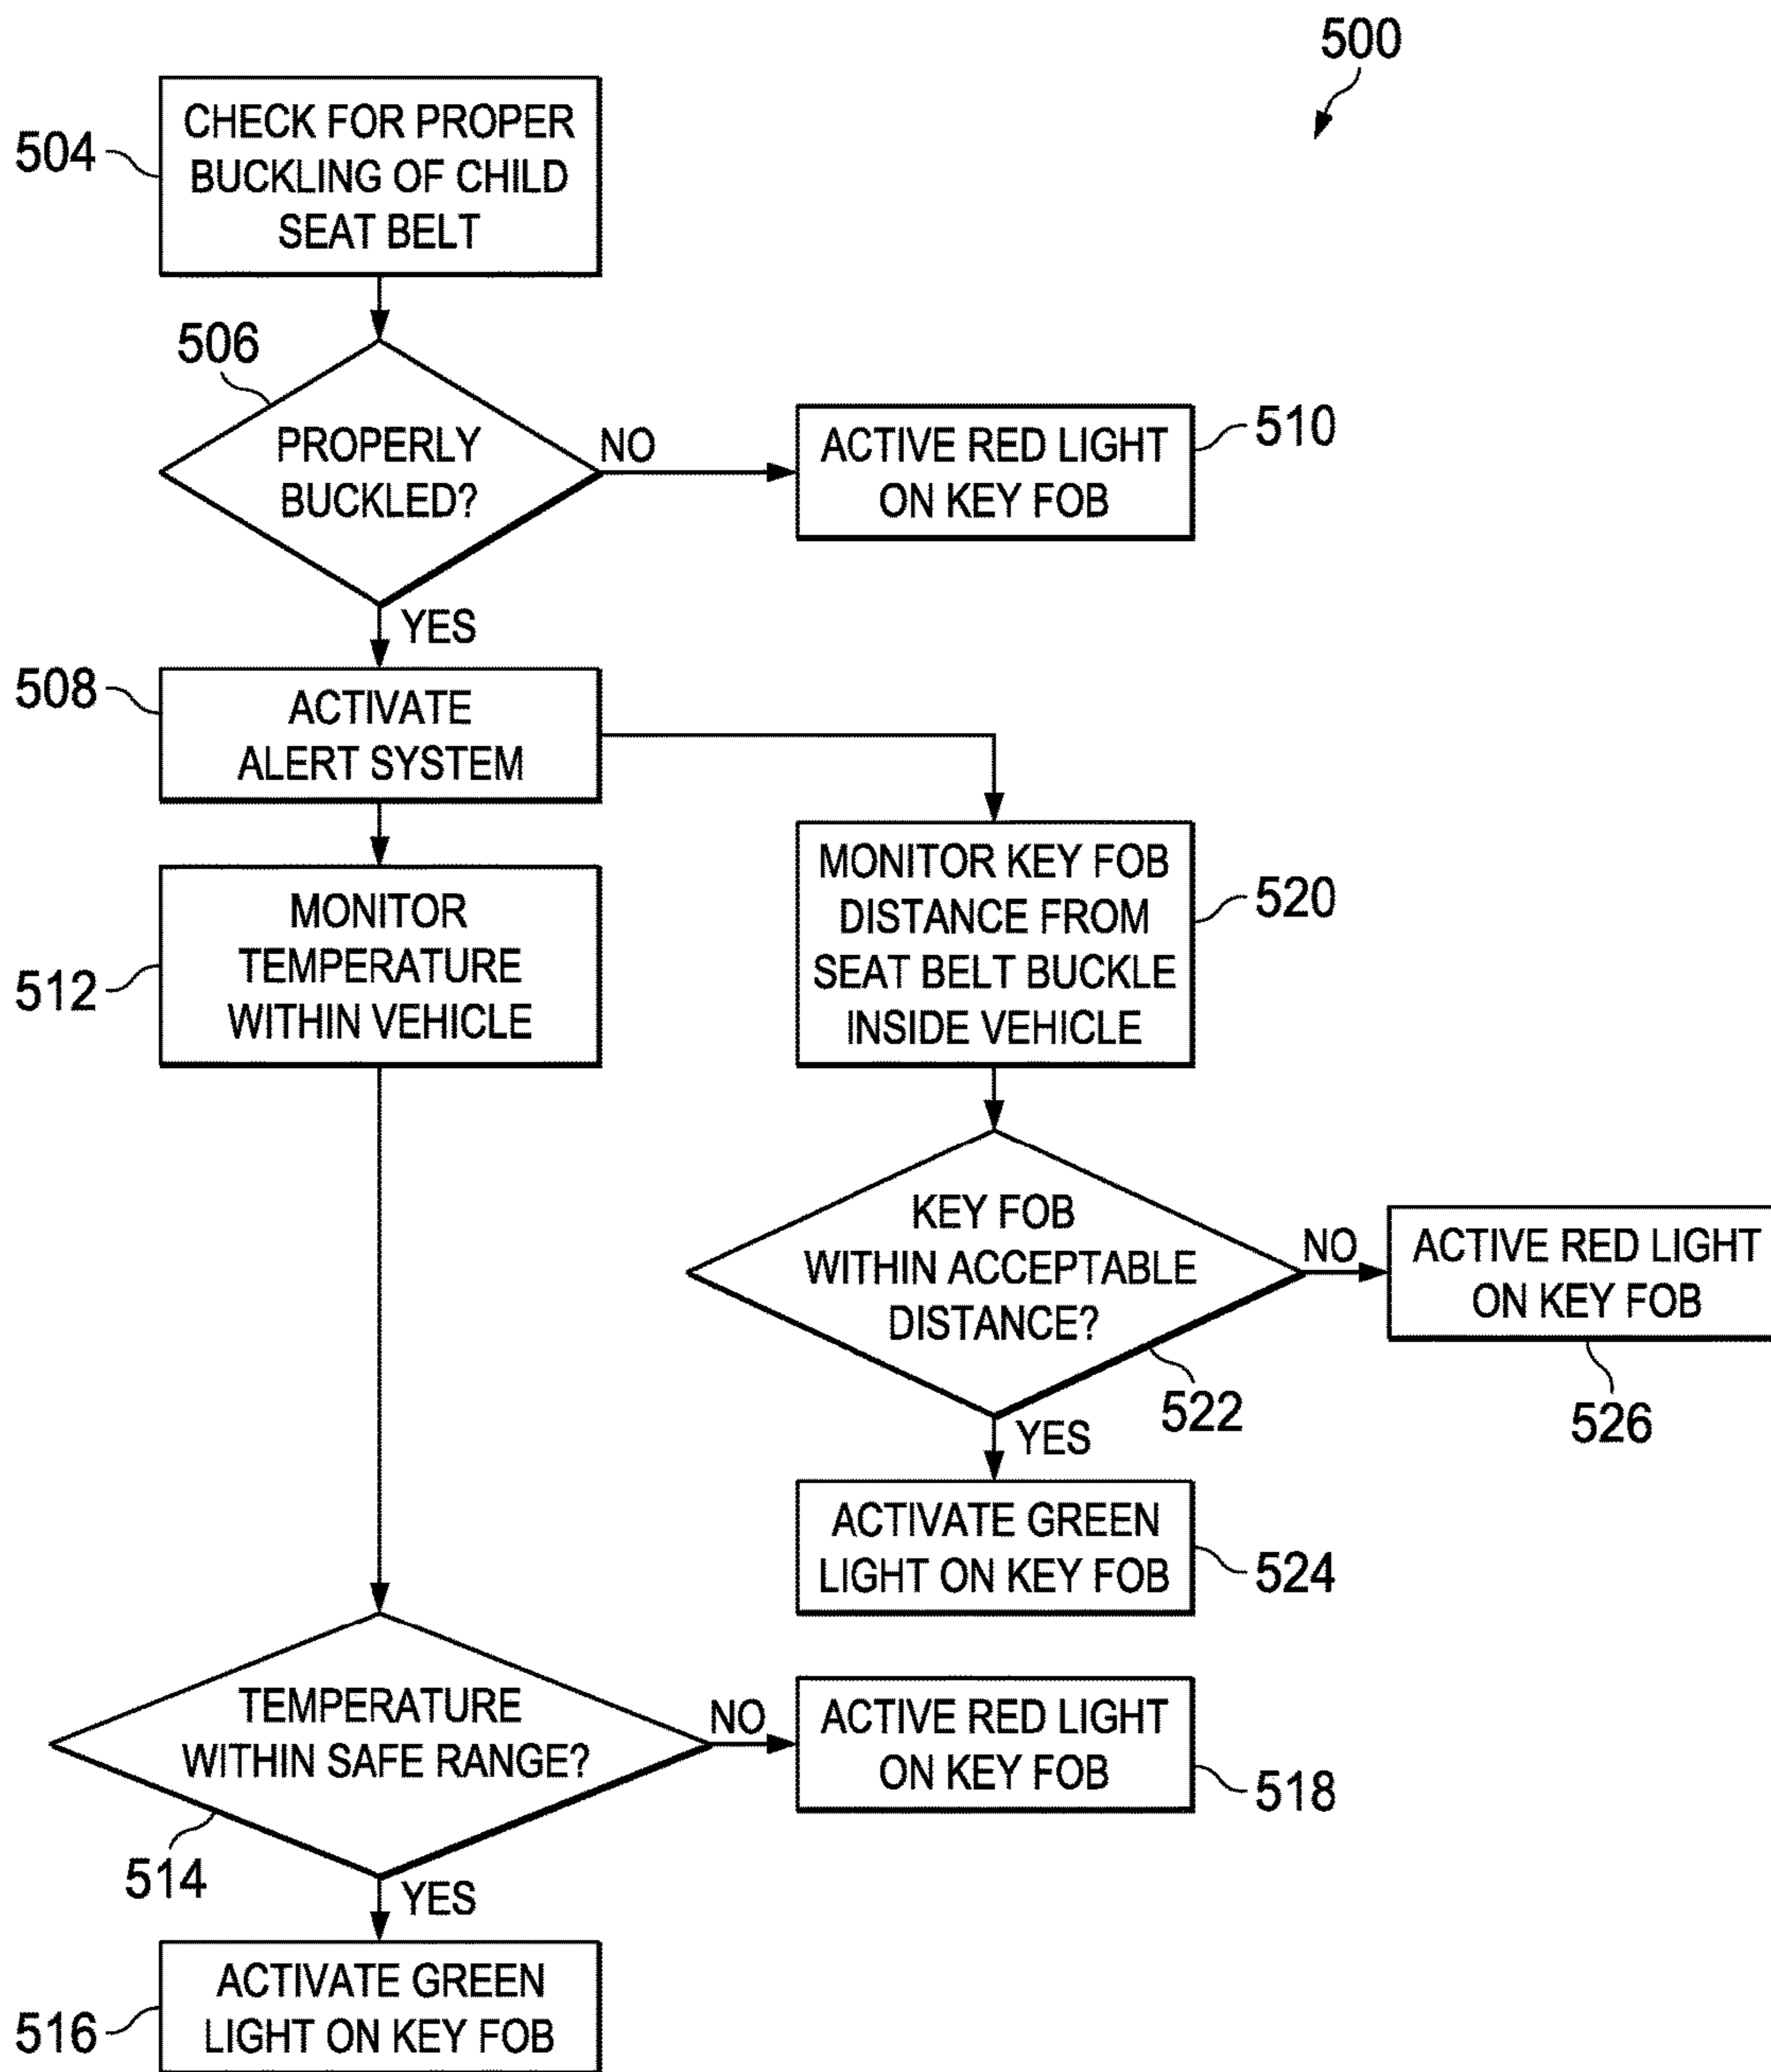 500
504
CHECK FOR PROPER
BUCKLING OF CHILD
SEAT BELT
506
PROPERLY
BUCKLED?
NO
ACTIVE RED LIGHT
ON KEY FOB
510
YES
508
ACTIVATE
ALERT SYSTEM
512
MONITOR
TEMPERATURE
WITHIN VEHICLE
MONITOR KEY FOB
DISTANCE FROM
SEAT BELT BUCKLE
INSIDE VEHICLE
520
KEY FOB
WITHIN ACCEPTABLE
DISTANCE?
522
NO
ACTIVE RED LIGHT
ON KEY FOB
526
YES
ACTIVATE GREEN
LIGHT ON KEY FOB
524
TEMPERATURE
WITHIN SAFE RANGE?
514
NO
ACTIVE RED LIGHT
ON KEY FOB
518
YES
516
ACTIVATE GREEN
LIGHT ON KEY FOB